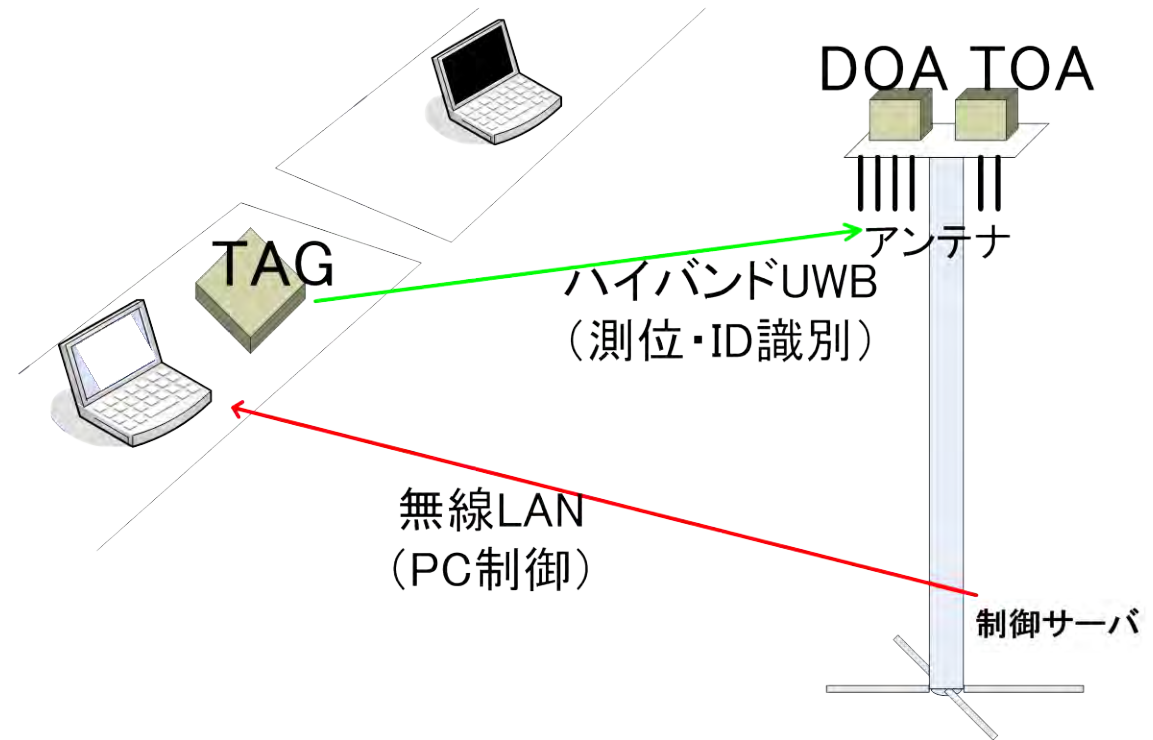 DOA TOA
アンテナ
TAG
ハイバンドUWB
（測位・ID識別）
無線LAN
（PC制御）
制御サーバ